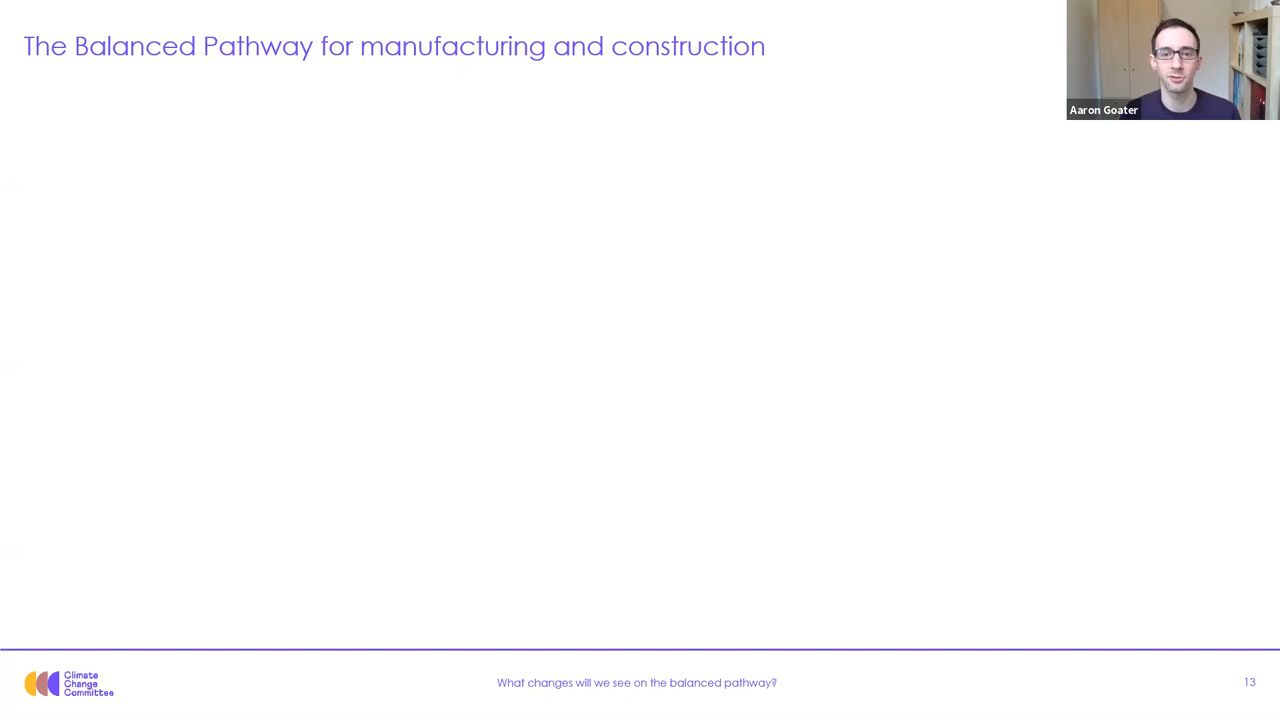 The Balanced Pathway for manufacturing and construction
Aaron Goater
Climate
Change
Committees
What changes will we see on the balanced pathway?
13